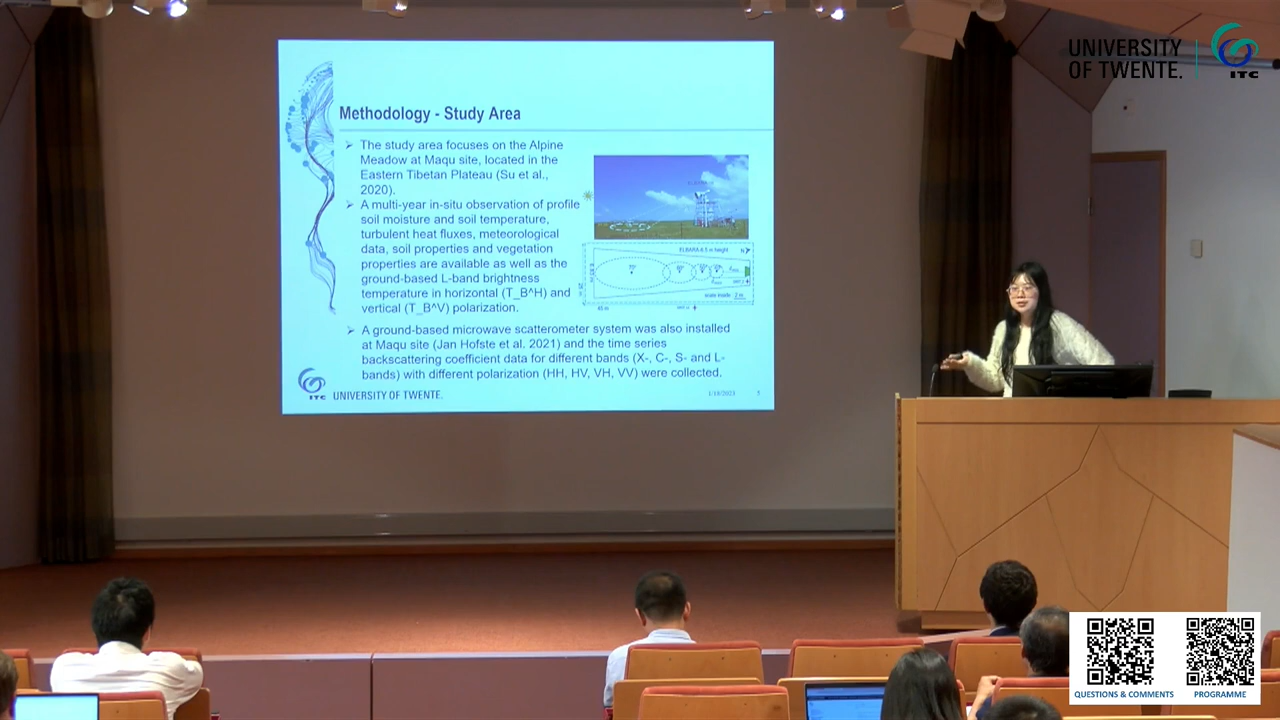 UNIVERSITY
OF TWENTE.
ITC
Methodology - Study Area
➢ The study area focuses on the Alpine
Meadow at Maqu site, located in the
Eastern Tibetan Plateau (Su et al.,
2020).
➢ A multi-year in-situ observation of profile
soil moisture and soil temperature,
turbulent heat fluxes, meteorological
data, soil properties and vegetation
properties are available as well as the
ground-based L-band brightness
temperature in horizontal (T_B^H) and
vertical (T_B^V) polarization.
ELBARA 6.5 m height
➢ A ground-based microwave scatterometer system was also installed
at Maqu site (Jan Hofste et al. 2021) and the time series
backscattering coefficient data for different bands (X-, C-, S- and L-
bands) with different polarization (HH, HV, VH, VV) were collected.
ITC
UNIVERSITY OF TWENTE.
QUESTIONS & COMMENTS
PROGRAMME